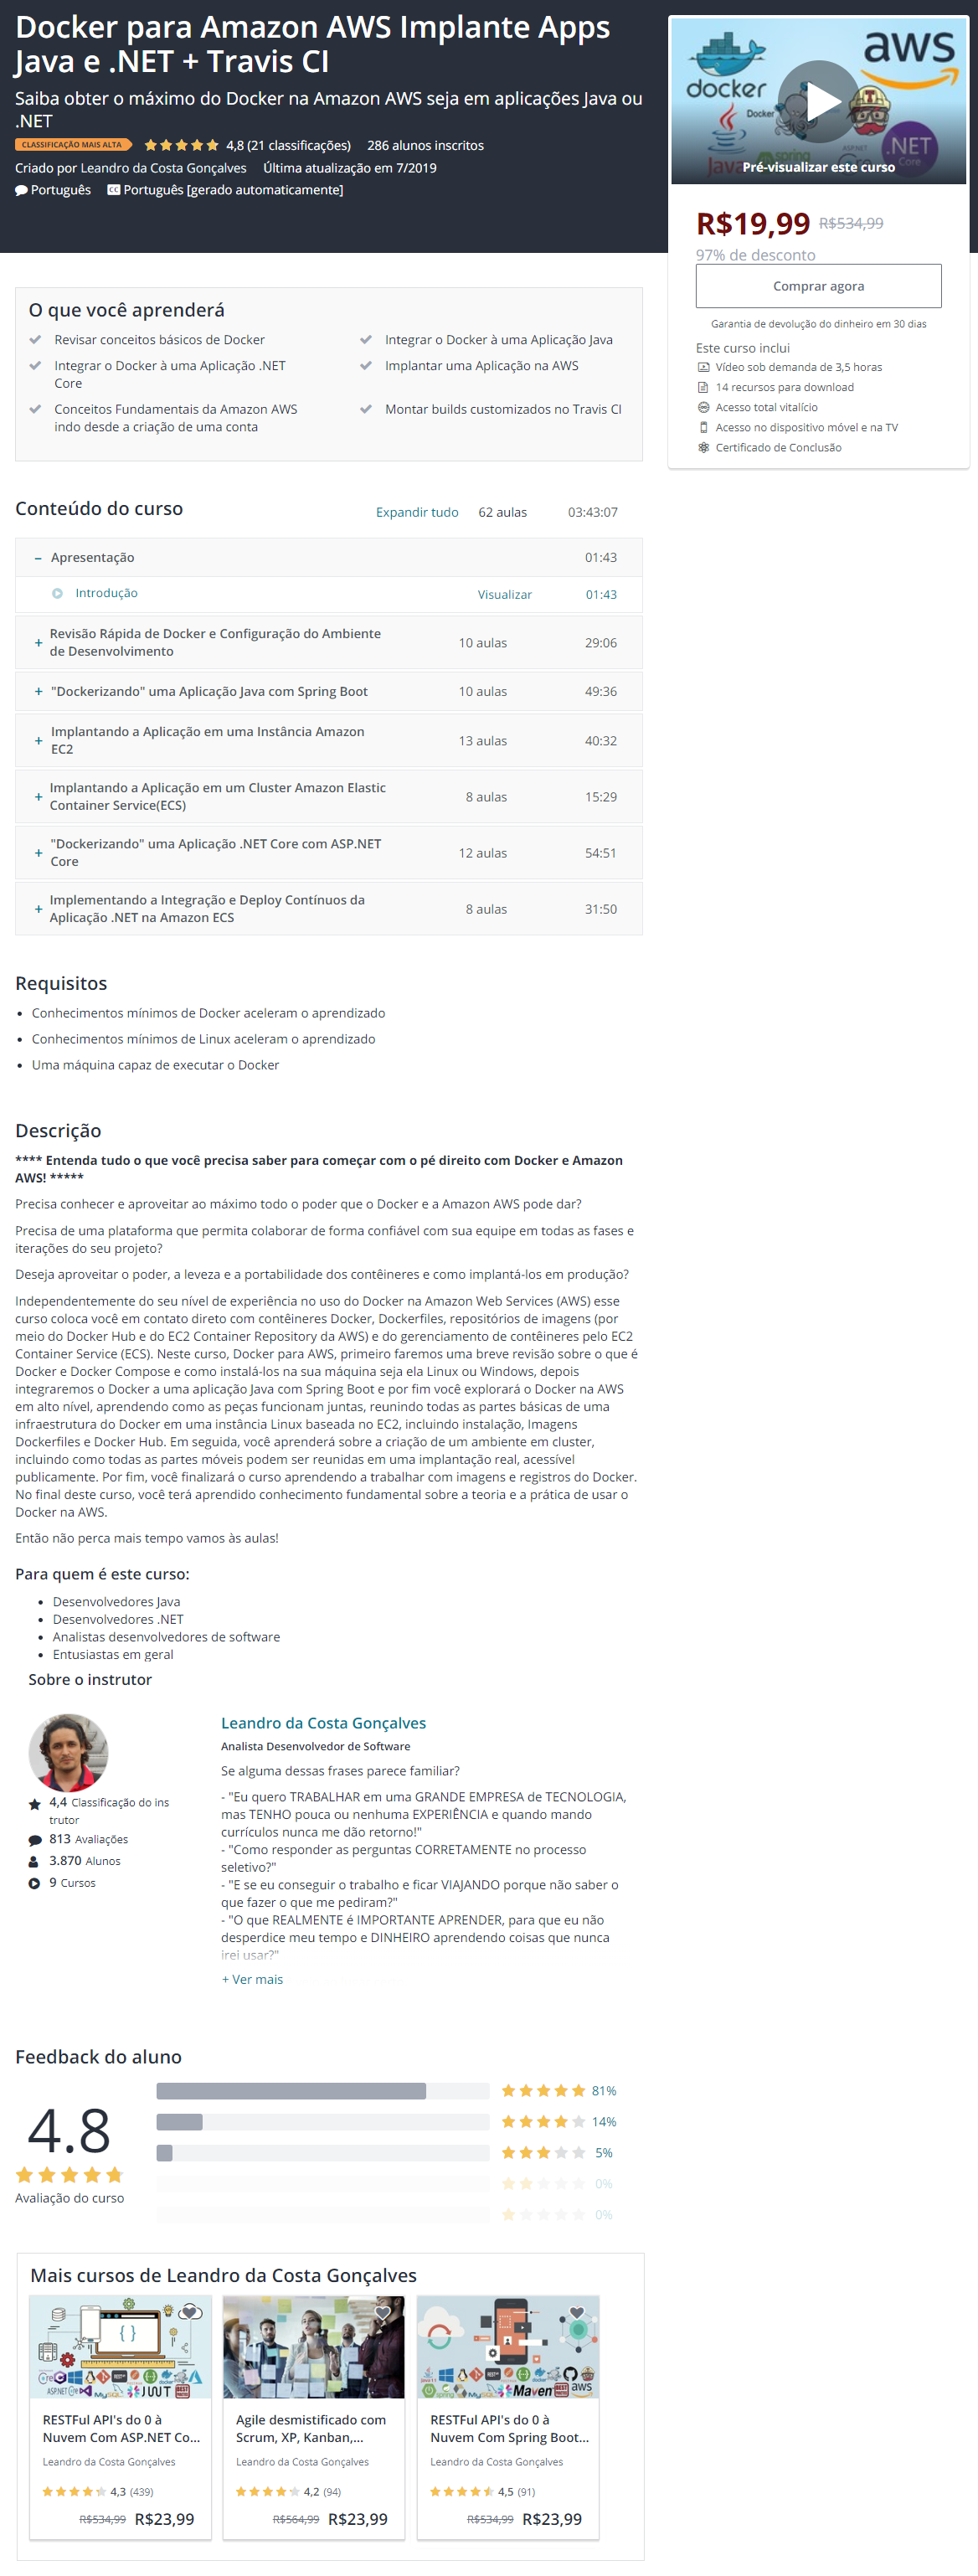 Docker para Amazon AWS Implante Apps
Java e .NET + Travis CI
Saiba obter o máximo do Docker na Amazon AWS seja em aplicações Java ou
.NET
CLASSIFICAÇÃO MAIS ALTA 4,8 (21 classificações) 286 alunos inscritos
Criado por Leandro da Costa Gonçalves Última atualização em 7/2019
Português CC Português [gerado automaticamente]
docker
aws
Docker
Java
spring
ASP.NET
.NET
Core
Pré-visualizar este curso
R$19,99 R$534,99
97% de desconto
Comprar agora
Garantia de devolução do dinheiro em 30 dias
Este curso inclui
Vídeo sob demanda de 3,5 horas
14 recursos para download
Acesso total vitalício
Acesso no dispositivo móvel e na TV
Certificado de Conclusão
O que você aprenderá
Revisar conceitos básicos de Docker
Integrar o Docker à uma Aplicação Java
Integrar o Docker à uma Aplicação .NET
Core
Implantar uma Aplicação na AWS
Conceitos Fundamentais da Amazon AWS
indo desde a criação de uma conta
Montar builds customizados no Travis CI
Conteúdo do curso Expandir tudo 62 aulas 03:43:07
– Apresentação 01:43
Introdução Visualizar 01:43
+ Revisão Rápida de Docker e Configuração do Ambiente
de Desenvolvimento 10 aulas 29:06
+ "Dockerizando" uma Aplicação Java com Spring Boot 10 aulas 49:36
+ Implantando a Aplicação em uma Instância Amazon
EC2 13 aulas 40:32
+ Implantando a Aplicação em um Cluster Amazon Elastic
Container Service(ECS) 8 aulas 15:29
+ "Dockerizando" uma Aplicação .NET Core com ASP.NET
Core 12 aulas 54:51
+ Implementando a Integração e Deploy Contínuos da
Aplicação .NET na Amazon ECS 8 aulas 31:50
Requisitos
• Conhecimentos mínimos de Docker aceleram o aprendizado
• Conhecimentos mínimos de Linux aceleram o aprendizado
• Uma máquina capaz de executar o Docker
Descrição
**** Entenda tudo o que você precisa saber para começar com o pé direito com Docker e Amazon
AWS! *****
Precisa conhecer e aproveitar ao máximo todo o poder que o Docker e a Amazon AWS pode dar?
Precisa de uma plataforma que permita colaborar de forma confiável com sua equipe em todas as fases e
iterações do seu projeto?
Deseja aproveitar o poder, a leveza e a portabilidade dos contêineres e como implantá-los em produção?
Independentemente do seu nível de experiência no uso do Docker na Amazon Web Services (AWS) esse
curso coloca você em contato direto com contêineres Docker, Dockerfiles, repositórios de imagens (por
meio do Docker Hub e do EC2 Container Repository da AWS) e do gerenciamento de contêineres pelo EC2
Container Service (ECS). Neste curso, Docker para AWS, primeiro faremos uma breve revisão sobre o que é
Docker e Docker Compose e como instalá-los na sua máquina seja ela Linux ou Windows, depois
integraremos o Docker a uma aplicação Java com Spring Boot e por fim você explorará o Docker na AWS
em alto nível, aprendendo como as peças funcionam juntas, reunindo todas as partes básicas de uma
infraestrutura do Docker em uma instância Linux baseada no EC2, incluindo instalação, Imagens
Dockerfiles e Docker Hub. Em seguida, você aprenderá sobre a criação de um ambiente em cluster,
incluindo como todas as partes móveis podem ser reunidas em uma implantação real, acessível
publicamente. Por fim, você finalizará o curso aprendendo a trabalhar com imagens e registros do Docker.
No final deste curso, você terá aprendido conhecimento fundamental sobre a teoria e a prática de usar o
Docker na AWS.
Então não perca mais tempo vamos às aulas!
Para quem é este curso:
• Desenvolvedores Java
• Desenvolvedores .NET
• Analistas desenvolvedores de software
• Entusiastas em geral
Sobre o instrutor
4,4 Classificação do ins
trutor
813 Avaliações
3.870 Alunos
9 Cursos
Leandro da Costa Gonçalves
Analista Desenvolvedor de Software
Se alguma dessas frases parece familiar?
- "Eu quero TRABALHAR em uma GRANDE EMPRESA de TECNOLOGIA,
mas TENHO pouca ou nenhuma EXPERIÊNCIA e quando mando
currículos nunca me dão retorno!"
- "Como responder as perguntas CORRETAMENTE no processo
seletivo?"
- "E se eu conseguir o trabalho e ficar VIAJANDO porque não saber o
que fazer o que me pediram?"
- "O que REALMENTE é IMPORTANTE APRENDER, para que eu não
desperdice meu tempo e DINHEIRO aprendendo coisas que nunca
irei usar?"
+ Ver mais
Feedback do aluno
4.8
Avaliação do curso
81%
14%
5%
0%
0%
Mais cursos de Leandro da Costa Gonçalves
RESTFul API's do 0 à
Nuvem Com ASP.NET Co...
Leandro da Costa Gonçalves
4,3 (439)
R$534,99 R$23,99
Agile desmistificado com
Scrum, XP, Kanban,...
Leandro da Costa Gonçalves
4,2 (94)
R$564,99 R$23,99
Maven
aws
RESTFul API's do 0 à
Nuvem Com Spring Boot...
Leandro da Costa Gonçalves
4,5 (91)
R$534,99 R$23,99